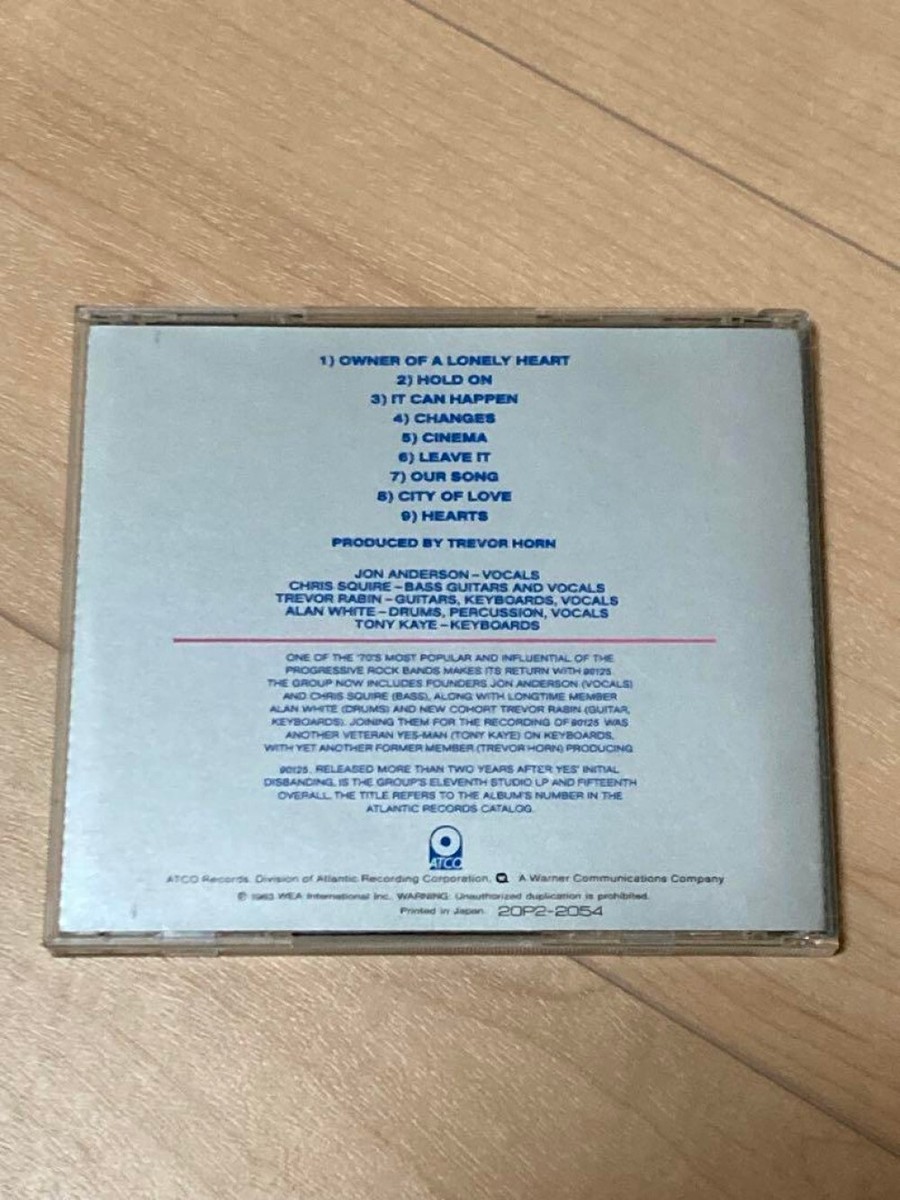 1) OWNER OF A LONELY HEART
2) HOLD ON
3) IT CAN HAPPEN
4) CHANGES
5) CINEMA
6) LEAVE IT
7) OUR SONG
8) CITY OF LOVE
9) HEARTS
PRODUCED BY TREVOR HORN
JON ANDERSON – VOCALS
CHRIS SQUIRE – BASS GUITARS AND VOCALS
TREVOR RABIN – GUITARS, KEYBOARDS, VOCALS
ALAN WHITE – DRUMS, PERCUSSION, VOCALS
TONY KAYE – KEYBOARDS
ONE OF THE '70'S MOST POPULAR AND INFLUENTIAL OF THE
PROGRESSIVE ROCK BANDS MAKES ITS RETURN WITH 90125.
THE GROUP NOW INCLUDES FOUNDERS JON ANDERSON (VOCALS)
AND CHRIS SQUIRE (BASS), ALONG WITH LONGTIME MEMBER
ALAN WHITE (DRUMS) AND NEW COHORT TREVOR RABIN (GUITAR,
KEYBOARDS). JOINING THEM FOR THE RECORDING OF 90125 WAS
ANOTHER VETERAN YES-MAN (TONY KAYE) ON KEYBOARDS,
WITH YET ANOTHER FORMER MEMBER (TREVOR HORN) PRODUCING
90125, RELEASED MORE THAN TWO YEARS AFTER YES' INITIAL
DISBANDING, IS THE GROUP'S ELEVENTH STUDIO LP AND FIFTEENTH
OVERALL. THE TITLE REFERS TO THE ALBUM'S NUMBER IN THE
ATLANTIC RECORDS CATALOG.
ATCO
ATCO Records, Division of Atlantic Recording Corporation, A Warner Communications Company
℗ 1983 WEA International Inc. WARNING: Unauthorized duplication is prohibited.
Printed in Japan 20P2-2054